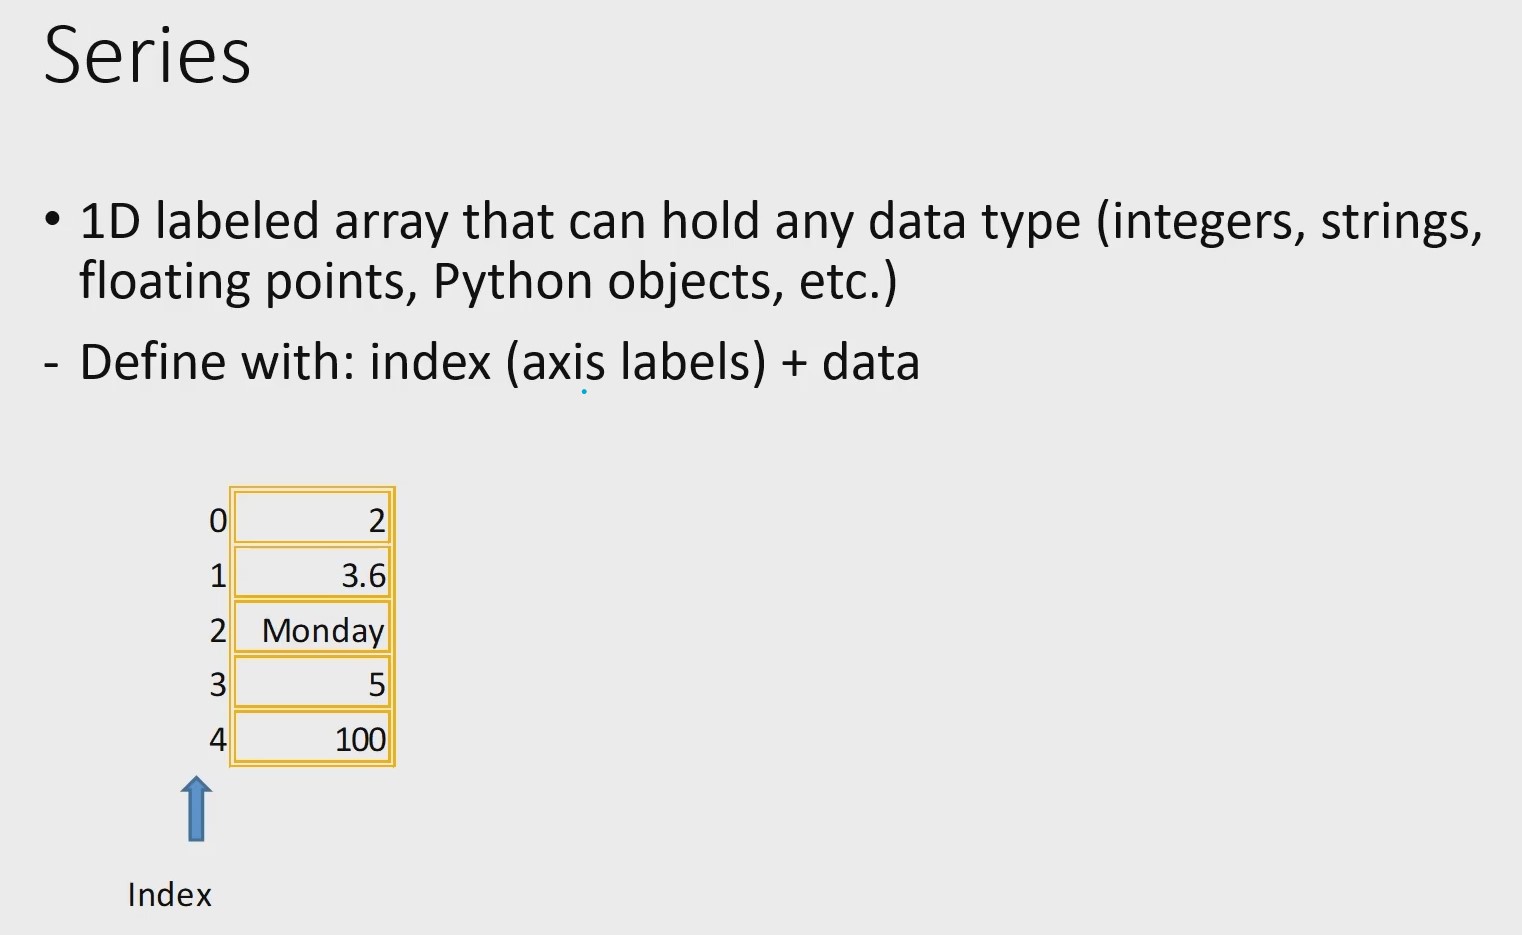 Series
• 1D labeled array that can hold any data type (integers, strings,
floating points, Python objects, etc.)
- Define with: index (axis labels) + data
0 2
1 3.6
2 Monday
3 5
4 100
Index